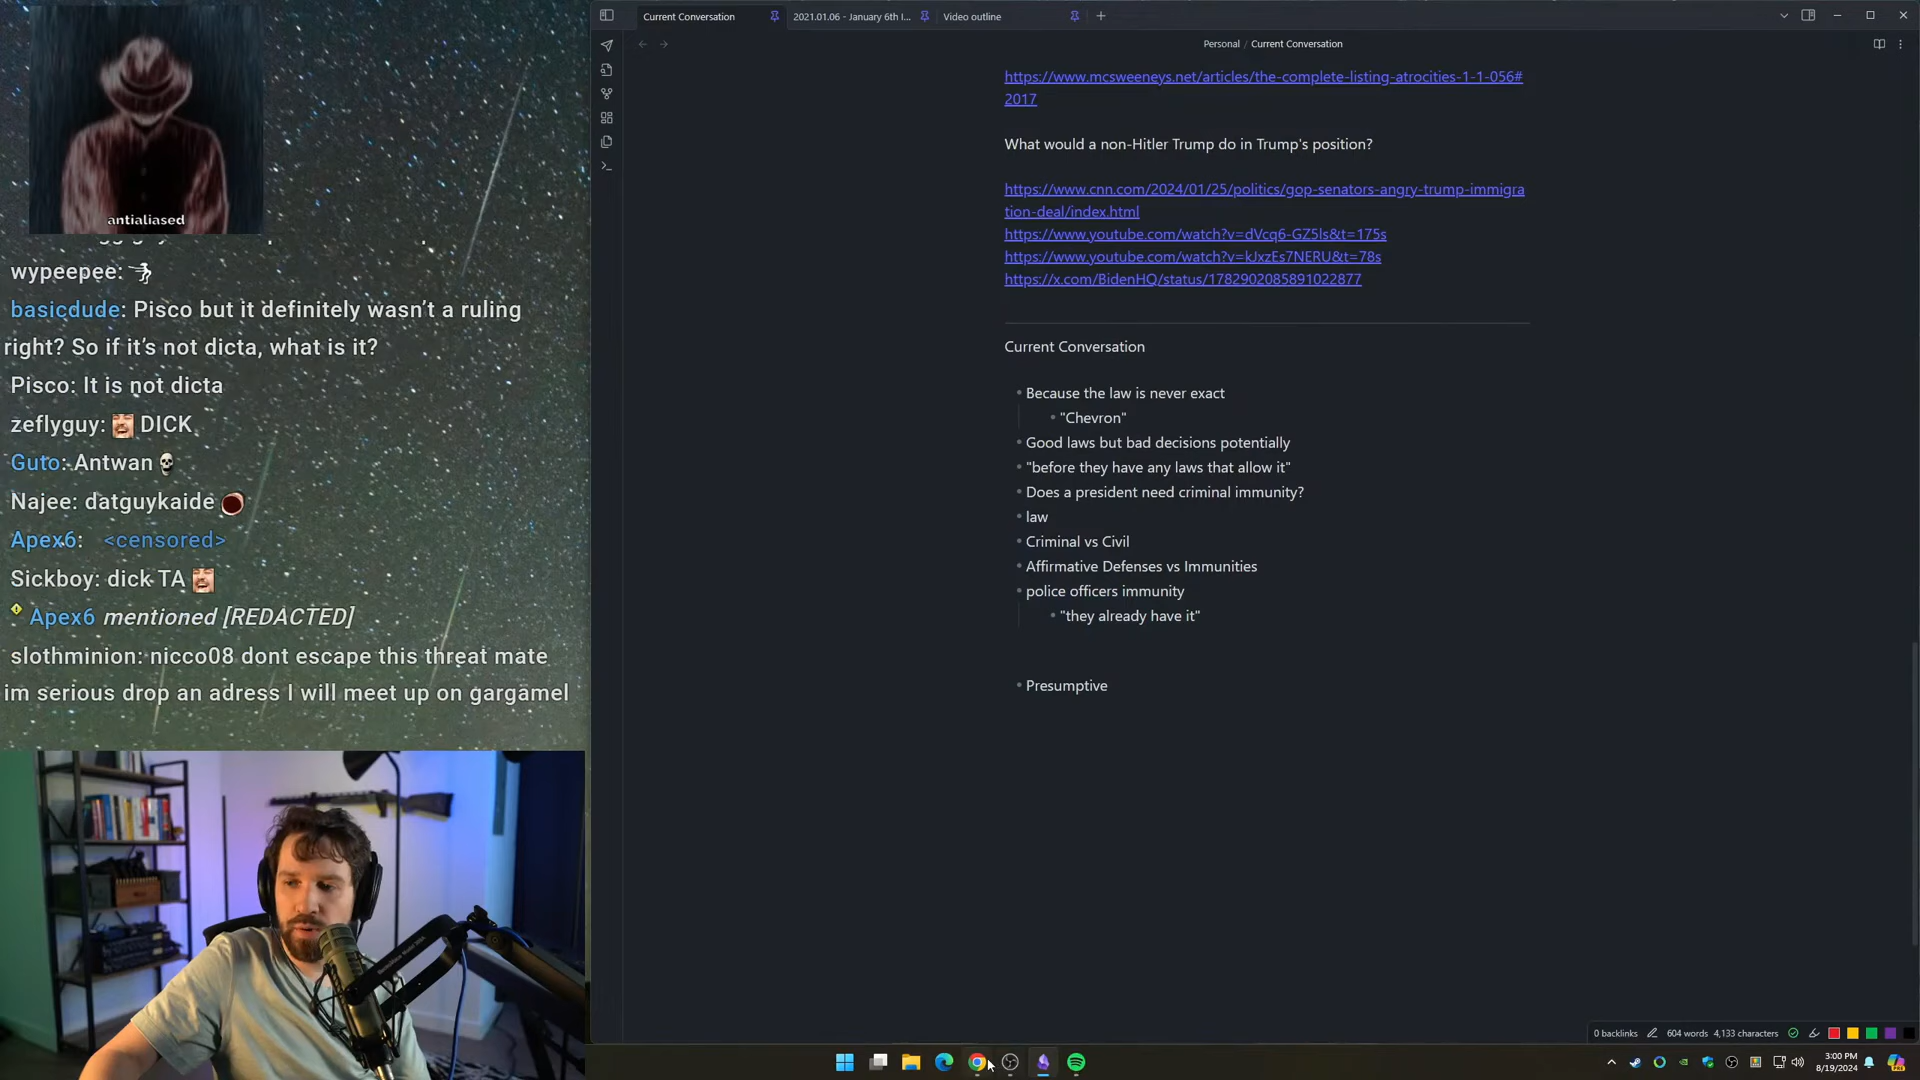 antialiased
wypeepee:
basicdude: Pisco but it definitely wasn't a ruling
right? So if it's not dicta, what is it?
Pisco: It is not dicta
zeflyguy: DICK
Guto: Antwan
Najee: datguykaide
Apex6: <censored>
Sickboy: dick TA
Apex6 mentioned [REDACTED]
slothminion: nicco08 dont escape this threat mate
im serious drop an adress I will meet up on gargamel
Current Conversation
2021.01.06 - January 6th I...
Video outline
Personal / Current Conversation
https://www.mcsweeneys.net/articles/the-complete-listing-atrocities-1-1-056#
2017
What would a non-Hitler Trump do in Trump's position?
https://www.cnn.com/2024/01/25/politics/gop-senators-angry-trump-immigra
tion-deal/index.html
https://www.youtube.com/watch?v=dVcq6-GZ5ls&t=175s
https://www.youtube.com/watch?v=kJxzEs7NERU&t=78s
https://x.com/BidenHQ/status/1782902085891022877
Current Conversation
Because the law is never exact
"Chevron"
Good laws but bad decisions potentially
"before they have any laws that allow it"
Does a president need criminal immunity?
law
Criminal vs Civil
Affirmative Defenses vs Immunities
police officers immunity
"they already have it"
Presumptive
0 backlinks 604 words 4,133 characters
3:00 PM
8/19/2024